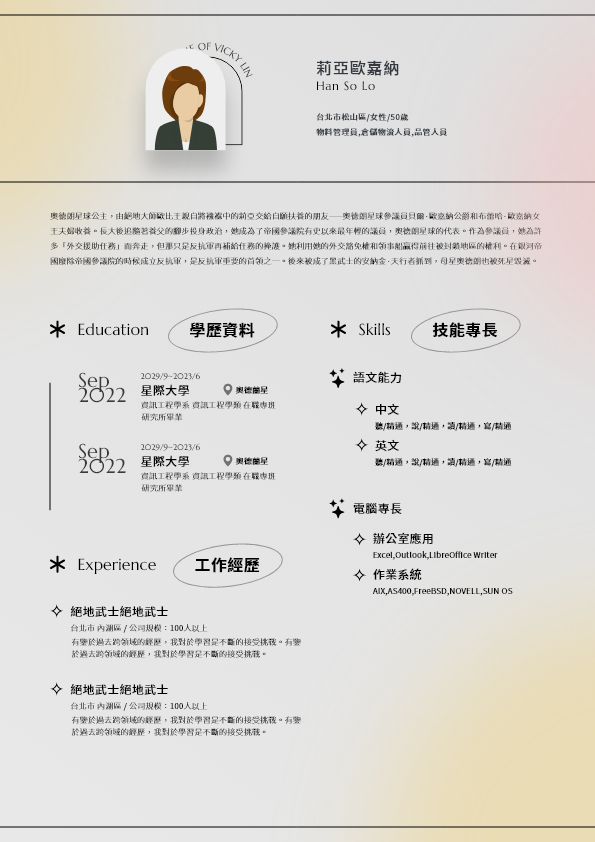 OF VICKY LIN
莉亞歐嘉納
Han So Lo
台北市松山區/女性/50歲
物料管理員,倉儲物流人員,品管人員
奧德朗星球公主，由絕地大師歐比王親自將襁褓中的莉亞交給自願扶養的朋友——奧德朗星球參議員貝爾·歐嘉納公爵和布蕾哈·歐嘉納女
王夫婦收養。長大後追隨著養父的腳步投身政治，她成為了帝國參議院有史以來最年輕的議員，奧德朗星球的代表。作為參議員，她為許
多「外交援助任務」而奔走，但那只是反抗軍再補給任務的掩護。她利用她的外交豁免權和領事船贏得前往被封鎖地區的權利。在銀河帝
國廢除帝國參議院的時候成立反抗軍，是反抗軍重要的首領之一。後來被成了黑武士的安納金·天行者抓到，母星奧德朗也被死星毀滅。
Education 學歷資料
Sep
2022
2029/9~2023/6
星際大學 奧德蘭星
資訊工程學系 資訊工程學類 在職專班
研究所畢業
Sep
2022
2029/9~2023/6
星際大學 奧德蘭星
資訊工程學系 資訊工程學類 在職專班
研究所畢業
Experience 工作經歷
絕地武士絕地武士
台北市 內湖區 / 公司規模：100人以上
有鑒於過去跨領域的經歷，我對於學習是不斷的接受挑戰。有鑒
於過去跨領域的經歷，我對於學習是不斷的接受挑戰。
絕地武士絕地武士
台北市 內湖區 / 公司規模：100人以上
有鑒於過去跨領域的經歷，我對於學習是不斷的接受挑戰。有鑒
於過去跨領域的經歷，我對於學習是不斷的接受挑戰。
Skills 技能專長
語文能力
中文
聽/精通，說/精通，讀/精通，寫/精通
英文
聽/精通，說/精通，讀/精通，寫/精通
電腦專長
辦公室應用
Excel,Outlook,LibreOffice Writer
作業系統
AIX,AS400,FreeBSD,NOVELL,SUN OS